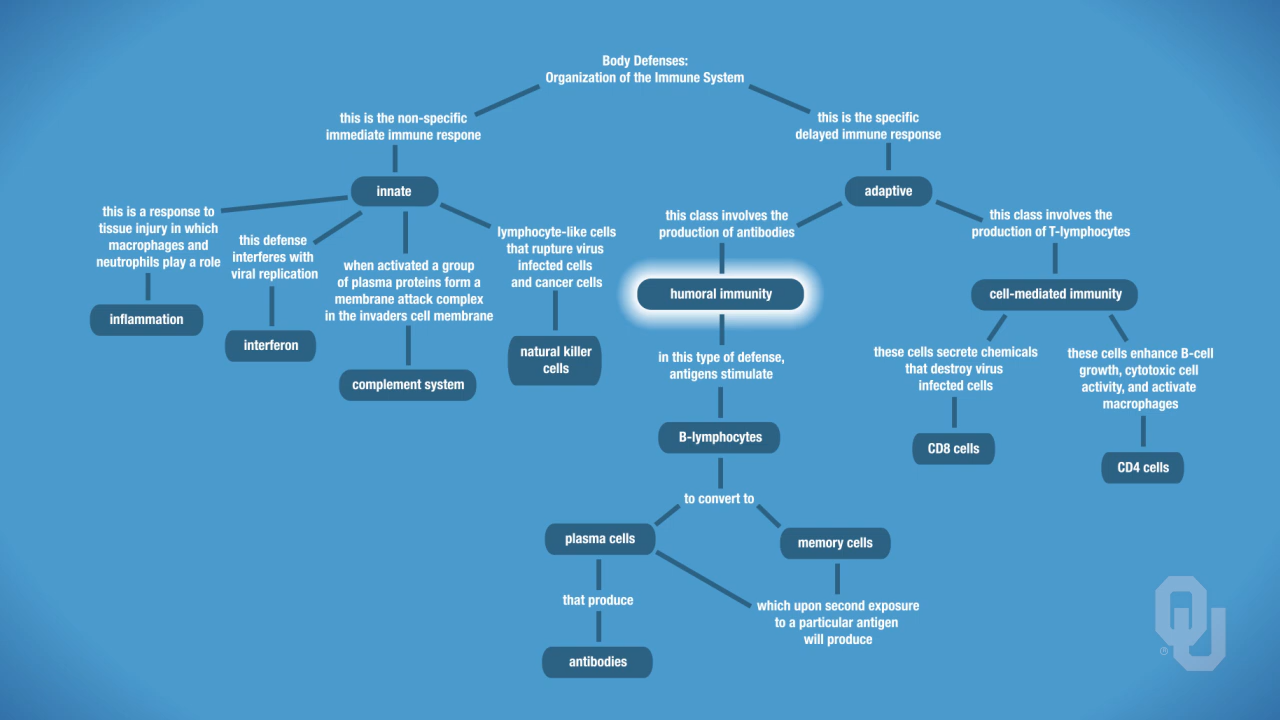 Body Defenses:
Organization of the Immune System
this is the non-specific
immediate immune respone
this is the specific
delayed immune response
innate
adaptive
this is a response to
tissue injury in which
macrophages and
neutrophils play a role
inflammation
this defense
interferes with
viral replication
interferon
when activated a group
of plasma proteins form a
membrane attack complex
in the invaders cell membrane
complement system
lymphocyte-like cells
that rupture virus
infected cells
and cancer cells
natural killer
cells
this class involves the
production of antibodies
humoral immunity
in this type of defense,
antigens stimulate
B-lymphocytes
to convert to
plasma cells
memory cells
that produce
antibodies
which upon second exposure
to a particular antigen
will produce
this class involves the
production of T-lymphocytes
cell-mediated immunity
these cells secrete chemicals
that destroy virus
infected cells
CD8 cells
these cells enhance B-cell
growth, cytotoxic cell
activity, and activate
macrophages
CD4 cells
OU
®